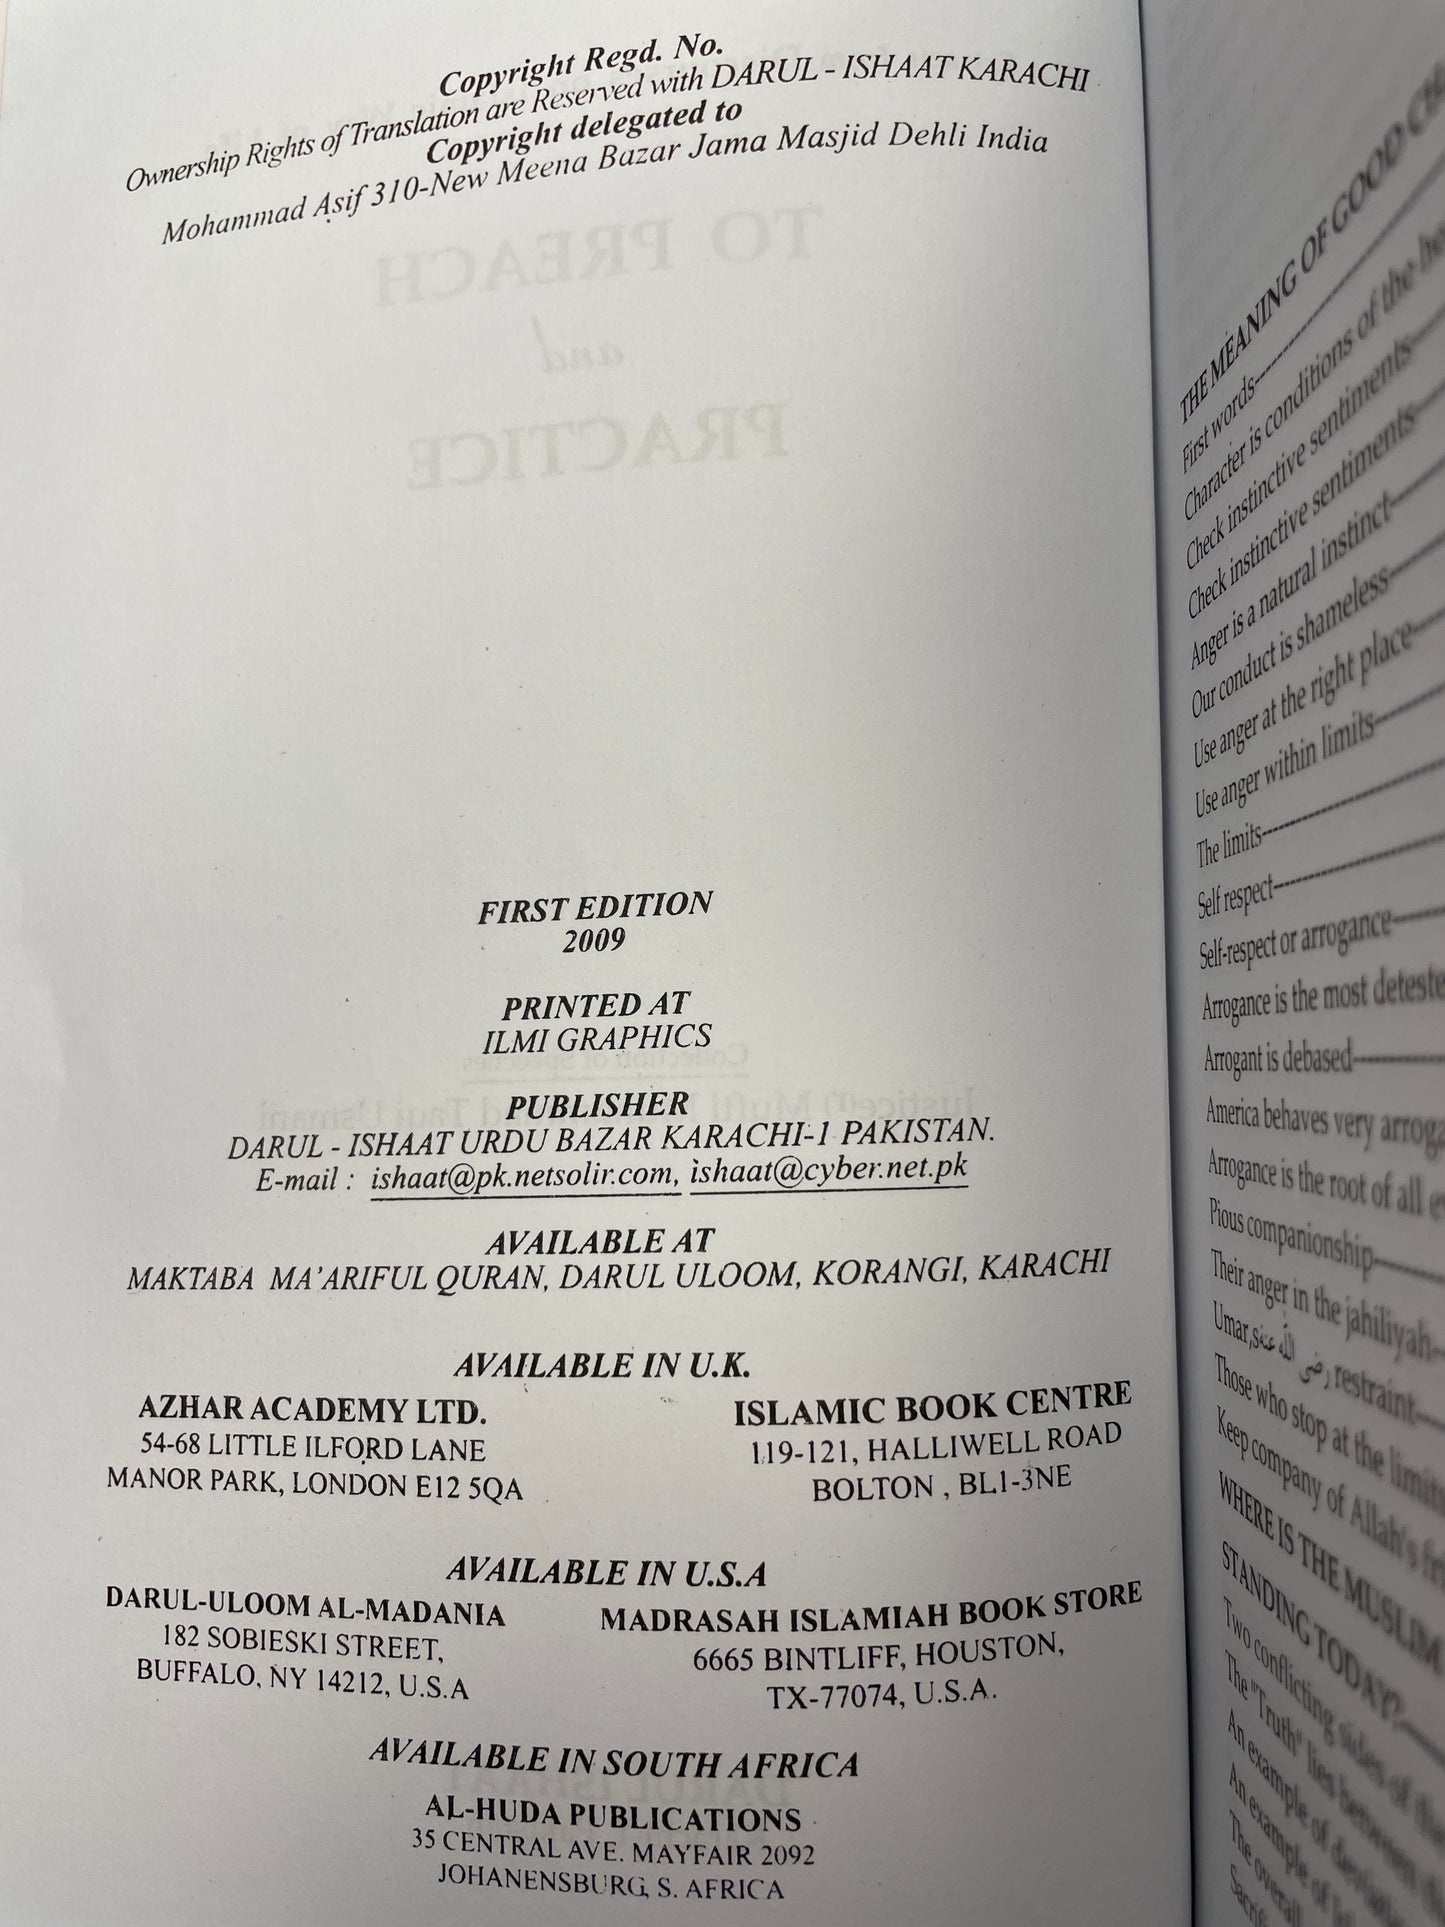 Copyright Regd. No.
Ownership Rights of Translation are Reserved with DARUL - ISHAAT KARACHI
Copyright delegated to
Mohammad Asif 310-New Meena Bazar Jama Masjid Dehli India
TO PREACH
and
PRACTICE
FIRST EDITION
2009
PRINTED AT
ILMI GRAPHICS
PUBLISHER
DARUL - ISHAAT URDU BAZAR KARACHI-1 PAKISTAN.
E-mail : ishaat@pk.netsolir.com, ishaat@cyber.net.pk
AVAILABLE AT
MAKTABA MA'ARIFUL QURAN, DARUL ULOOM, KORANGI, KARACHI
AVAILABLE IN U.K.
AZHAR ACADEMY LTD.
54-68 LITTLE ILFORD LANE
MANOR PARK, LONDON E12 5QA
ISLAMIC BOOK CENTRE
119-121, HALLIWELL ROAD
BOLTON , BL1-3NE
AVAILABLE IN U.S.A
DARUL-ULOOM AL-MADANIA
182 SOBIESKI STREET,
BUFFALO, NY 14212, U.S.A
MADRASAH ISLAMIAH BOOK STORE
6665 BINTLIFF, HOUSTON,
TX-77074, U.S.A.
AVAILABLE IN SOUTH AFRICA
AL-HUDA PUBLICATIONS
35 CENTRAL AVE. MAYFAIR 2092
JOHANENSBURG, S. AFRICA
THE MEANING OF GOOD
First words
Character is conditions of the
Check instinctive sentiments
Check instinctive sentiments
Anger is a natural instinct
Our conduct is shameless
Use anger at the right place
Use anger within limits
The limits
Self respect
Self-respect or arrogance
Arrogance is the most
Arrogant is debased
America behaves very
Arrogance is the root of all
Pious companionship
Their anger in the jahiliyah
Umar,s رضى الله عنه restraint
Those who stop at the limits
Keep company of Allah's
WHERE IS THE MUSLIM
STANDING TODAY?
Two conflicting sides of
The "Truth" lies between
An example of deviation
An example of
The overall